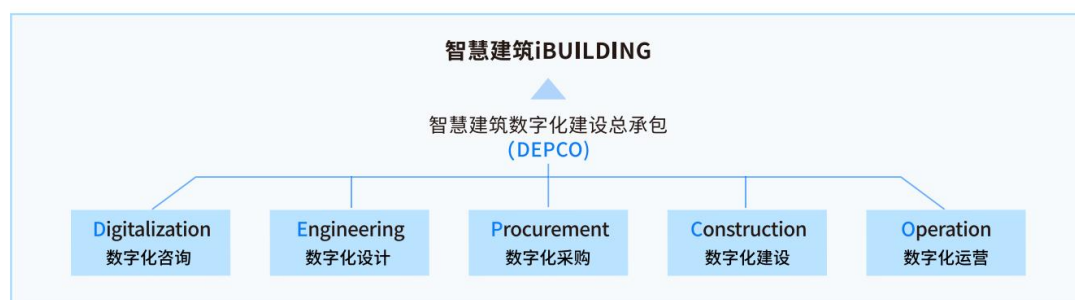 智慧建筑iBUILDING
智慧建筑数字化建设总承包
(DEPCO)
Digitalization
数字化咨询
Engineering
数字化设计
Procurement
数字化采购
Construction
数字化建设
Operation
数字化运营